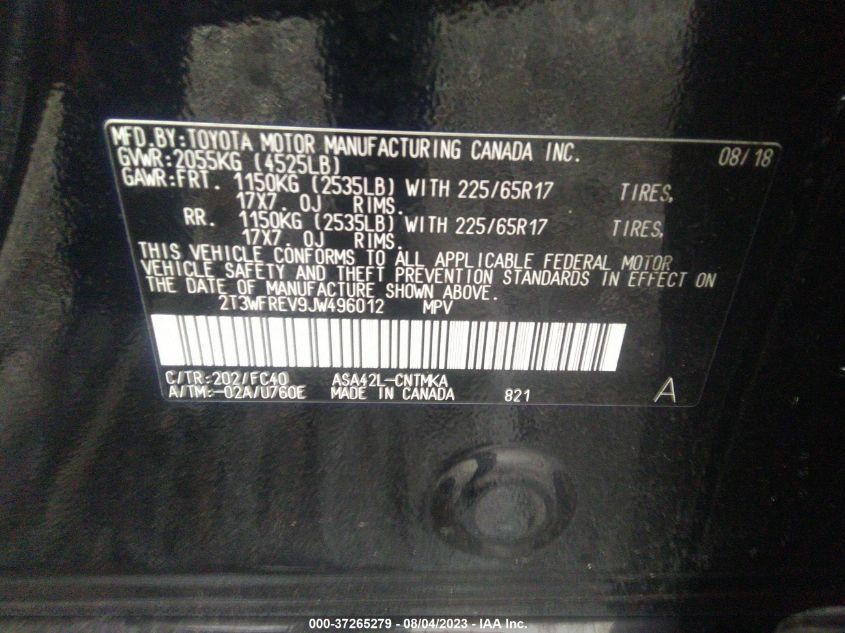 MFD.BY:TOYOTA MOTOR MANUFACTURING CANADA INC. 08/18
GVWR:2055KG (4525LB)
GAWR:FRT. 1150KG (2535LB) WITH 225/65R17 TIRES,
17X7.0J RIMS.
RR. 1150KG (2535LB) WITH 225/65R17 TIRES,
17X7.0J RIMS.
THIS VEHICLE CONFORMS TO ALL APPLICABLE FEDERAL MOTOR
VEHICLE SAFETY AND THEFT PREVENTION STANDARDS IN EFFECT ON
THE DATE OF MANUFACTURE SHOWN ABOVE.
2T3WFREV9JW496012 MPV
C/TR:202/FC40 ASA42L-CNTMKA
A/TM:-02A/U760E MADE IN CANADA 821 A
000-37265279 - 08/04/2023 - IAA Inc.